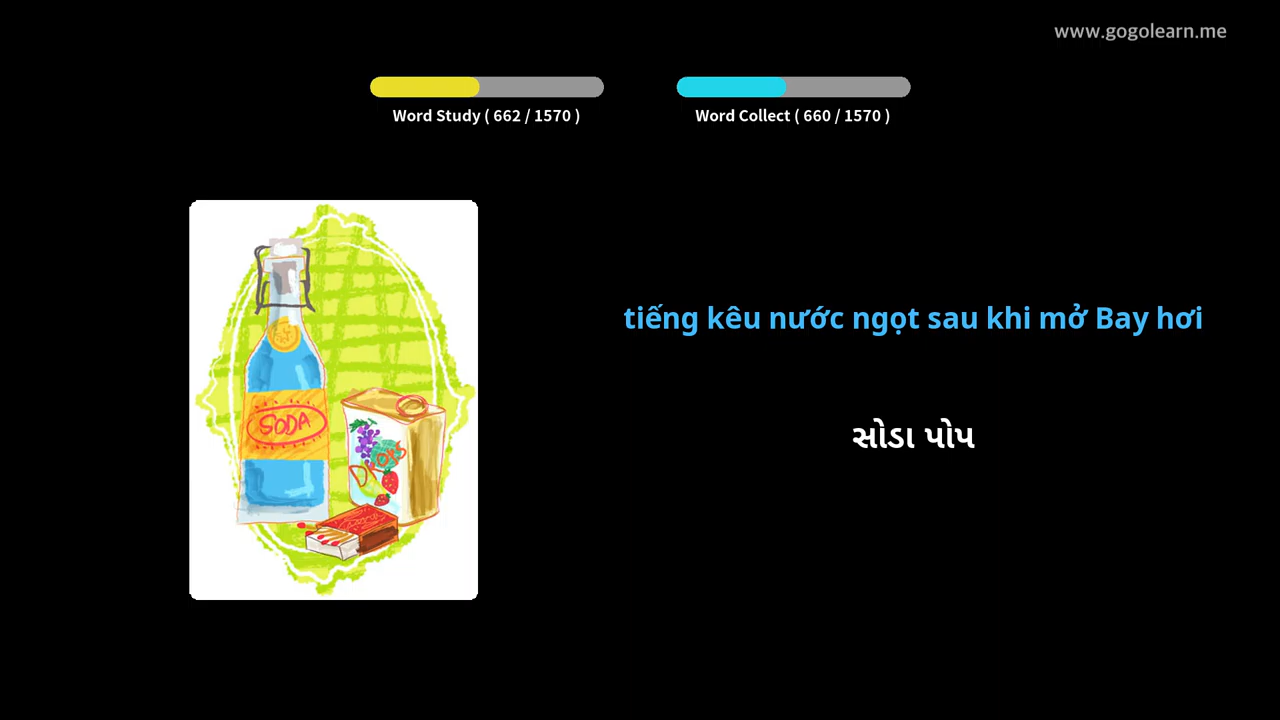 www.gogolearn.me
Word Study ( 662 / 1570 )
Word Collect ( 660 / 1570 )
tiếng kêu nước ngọt sau khi mở Bay hơi
સોડા પોપ
SODA
Drops